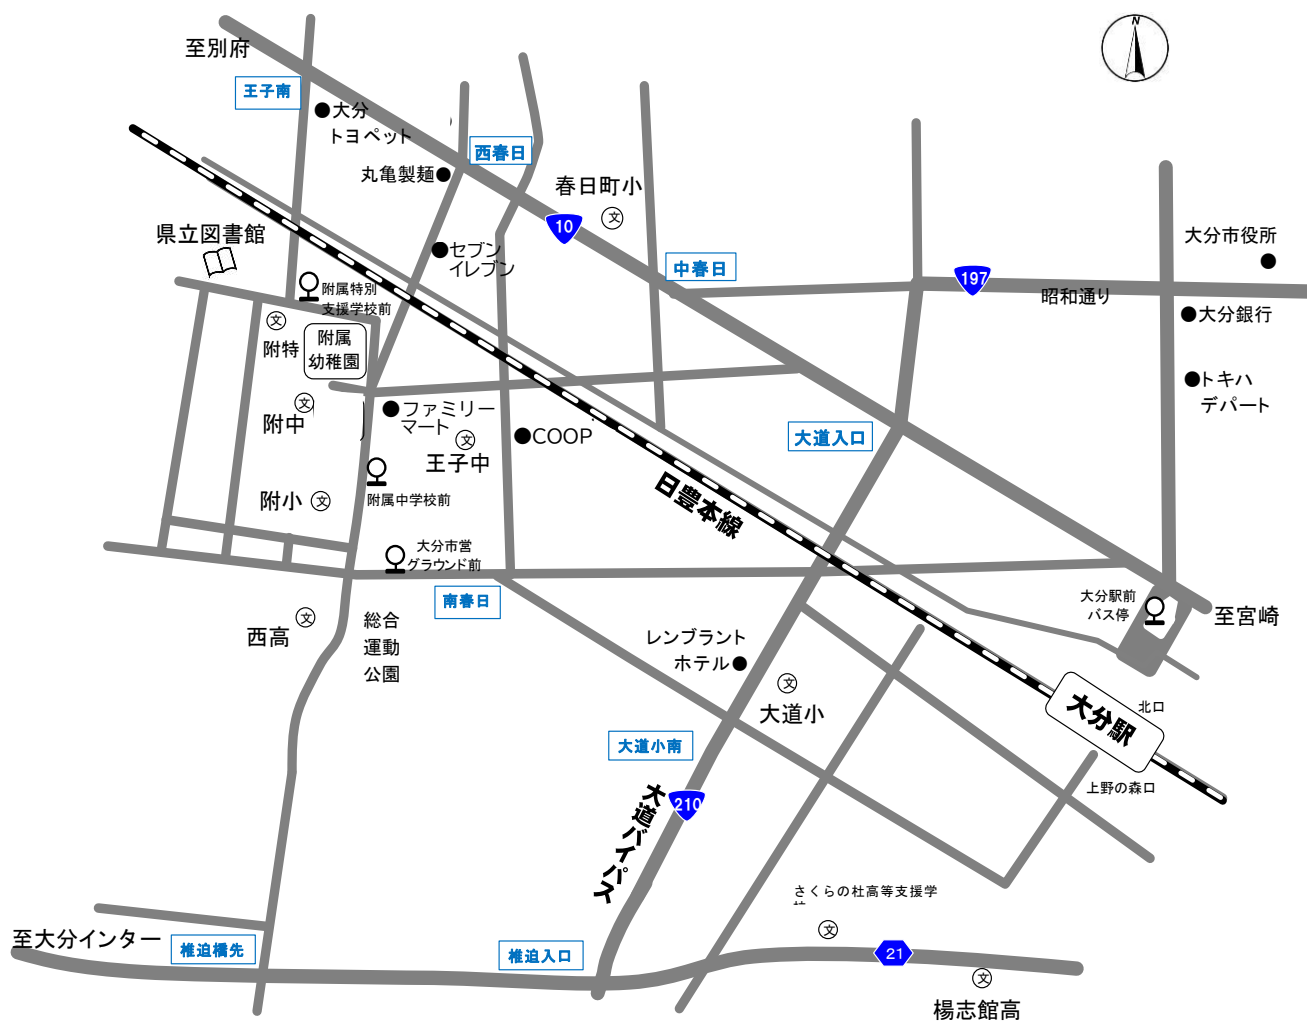 N
至別府
王子南
大分
トヨペット
西春日
丸亀製麺
春日町小
文
10
県立図書館
セブン
イレブン
中春日
大分市役所
197
昭和通り
附属特別
支援学校前
大分銀行
文
附特
附属
幼稚園
トキハ
デパート
文
附中
ファミリー
マート
文
王子中
COOP
大道入口
日豊本線
附小
文
附属中学校前
大分市営
グラウンド前
南春日
大分駅前
バス停
至宮崎
西高
文
総合
運動
公園
レンブラント
ホテル
文
大道小
大分駅
北口
大道小南
上野の森口
210
大道バイパス
さくらの杜高等支援学
文
至大分インター
椎迫橋先
椎迫入口
21
文
楊志館高